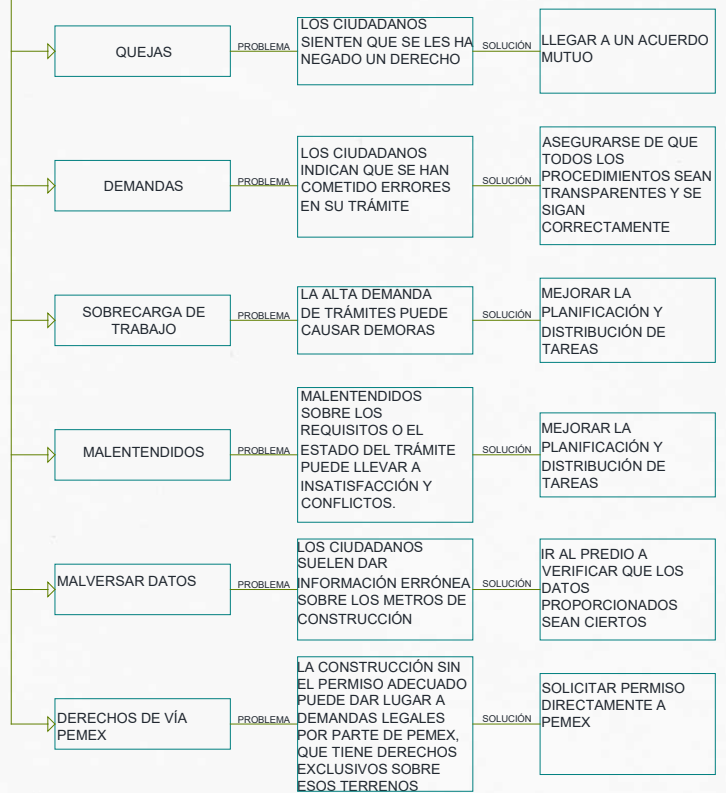 QUEJAS
PROBLEMA
LOS CIUDADANOS
SIENTEN QUE SE LES HA
NEGADO UN DERECHO
SOLUCIÓN
LLEGAR A UN ACUERDO
MUTUO
DEMANDAS
PROBLEMA
LOS CIUDADANOS
INDICAN QUE SE HAN
COMETIDO ERRORES
EN SU TRÁMITE
SOLUCIÓN
ASEGURARSE DE QUE
TODOS LOS
PROCEDIMIENTOS SEAN
TRANSPARENTES Y SE
SIGAN
CORRECTAMENTE
SOBRECARGA DE
TRABAJO
PROBLEMA
LA ALTA DEMANDA
DE TRÁMITES PUEDE
CAUSAR DEMORAS
SOLUCIÓN
MEJORAR LA
PLANIFICACIÓN Y
DISTRIBUCIÓN DE
TAREAS
MALENTENDIDOS
PROBLEMA
MALENTENDIDOS
SOBRE LOS
REQUISITOS O EL
ESTADO DEL TRÁMITE
PUEDE LLEVAR A
INSATISFACCIÓN Y
CONFLICTOS.
SOLUCIÓN
MEJORAR LA
PLANIFICACIÓN Y
DISTRIBUCIÓN DE
TAREAS
MALVERSAR DATOS
PROBLEMA
LOS CIUDADANOS
SUELEN DAR
INFORMACIÓN ERRÓNEA
SOBRE LOS METROS DE
CONSTRUCCIÓN
SOLUCIÓN
IR AL PREDIO A
VERIFICAR QUE LOS
DATOS
PROPORCIONADOS
SEAN CIERTOS
DERECHOS DE VÍA
PEMEX
PROBLEMA
LA CONSTRUCCIÓN SIN
EL PERMISO ADECUADO
PUEDE DAR LUGAR A
DEMANDAS LEGALES
POR PARTE DE PEMEX,
QUE TIENE DERECHOS
EXCLUSIVOS SOBRE
ESOS TERRENOS
SOLUCIÓN
SOLICITAR PERMISO
DIRECTAMENTE A
PEMEX